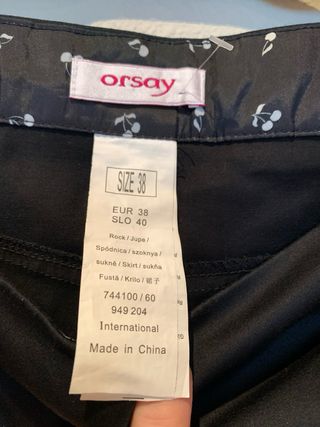 orsay
SIZE 38
EUR 38
SLO 40
Rock / Jupe /
Spódnica / szoknya /
sukně / Skirt / sukňa
Fustă / Krilo / 裙子
744100 / 60
949 204
International
Made in China